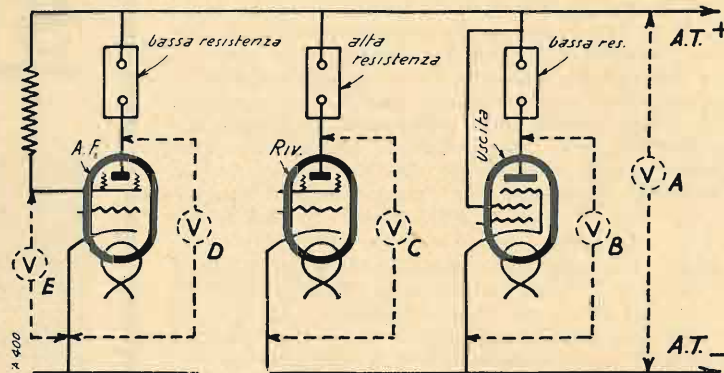 bassa resistenza
alta
resistenza
bassa res.
A.T. +
A.F.
Riv.
Uscita
V
A
V
D
V
C
V
B
V
E
A 400
A.T. –